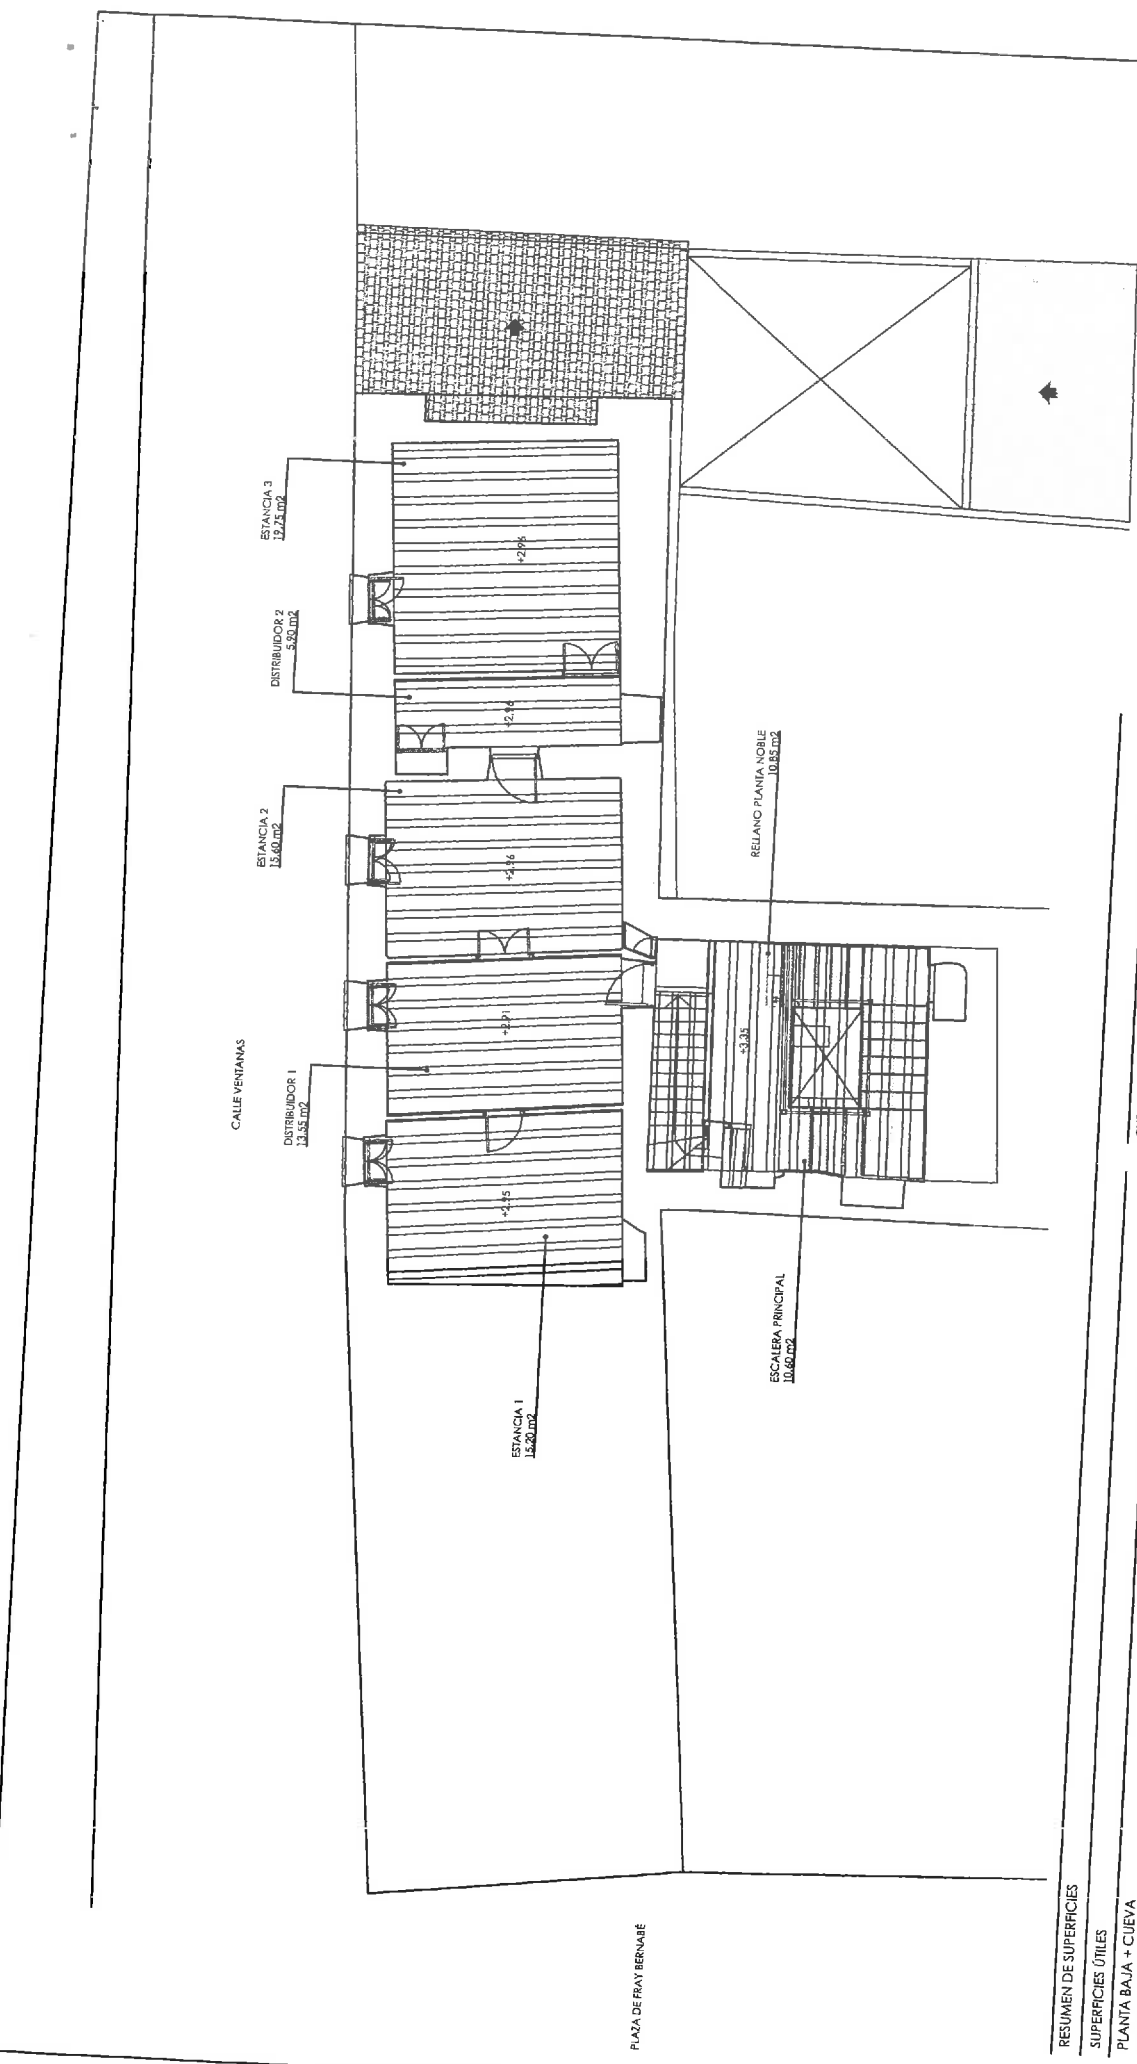 CALLE VENTANAS
ESTANCIA 3
19.75 m2
DISTRIBUIDOR 2
5.90 m2
ESTANCIA 2
15.60 m2
DISTRIBUIDOR 1
13.55 m2
ESTANCIA 1
15.20 m2
+2.95
+2.91
+2.96
+2.96
+2.96
RELLANO PLANTA NOBLE
10.85 m2
+3.35
ESCALERA PRINCIPAL
10.60 m2
PLAZA DE FRAY BERNABÉ
RESUMEN DE SUPERFICIES
SUPERFICIES ÚTILES
PLANTA BAJA + CUEVA